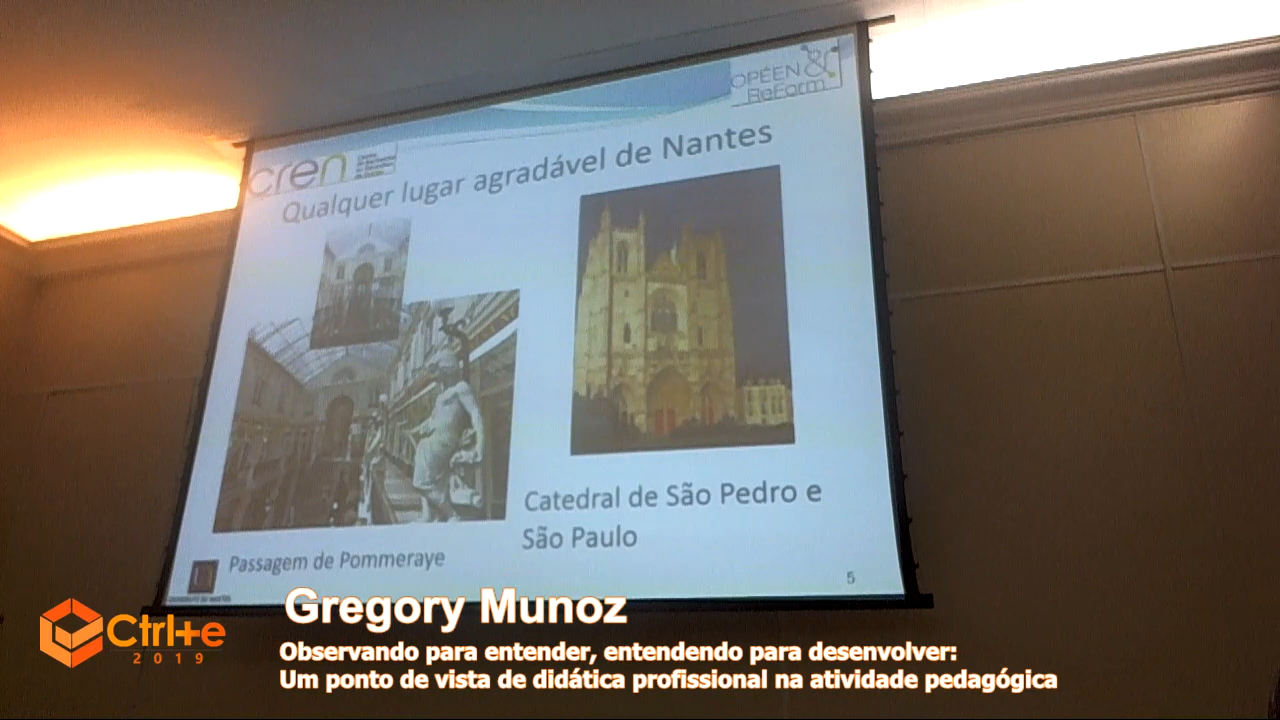 OPÉEN &
ReForm
cren
Qualquer lugar agradável de Nantes
Catedral de São Pedro e
São Paulo
Passagem de Pommeraye
5
Gregory Munoz
Ctrl+e
2019
Observando para entender, entendendo para desenvolver:
Um ponto de vista de didática profissional na atividade pedagógica